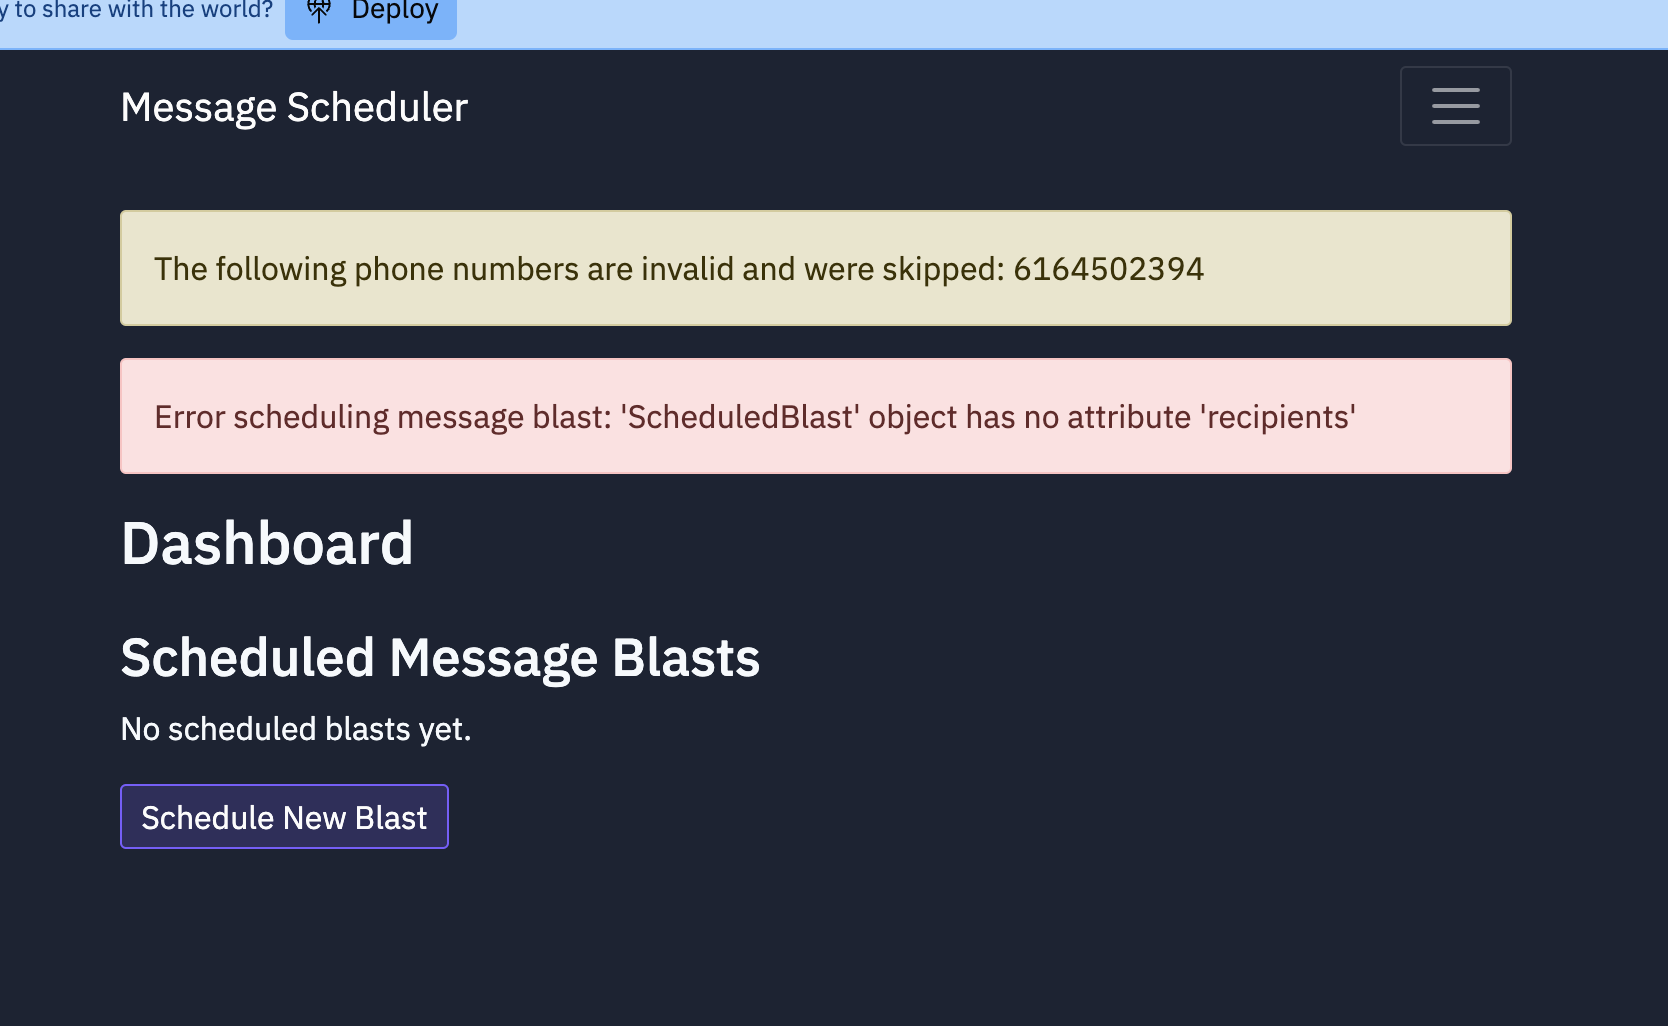 to share with the world?
Deploy
Message Scheduler
The following phone numbers are invalid and were skipped: 6164502394
Error scheduling message blast: 'ScheduledBlast' object has no attribute 'recipients'
Dashboard
Scheduled Message Blasts
No scheduled blasts yet.
Schedule New Blast